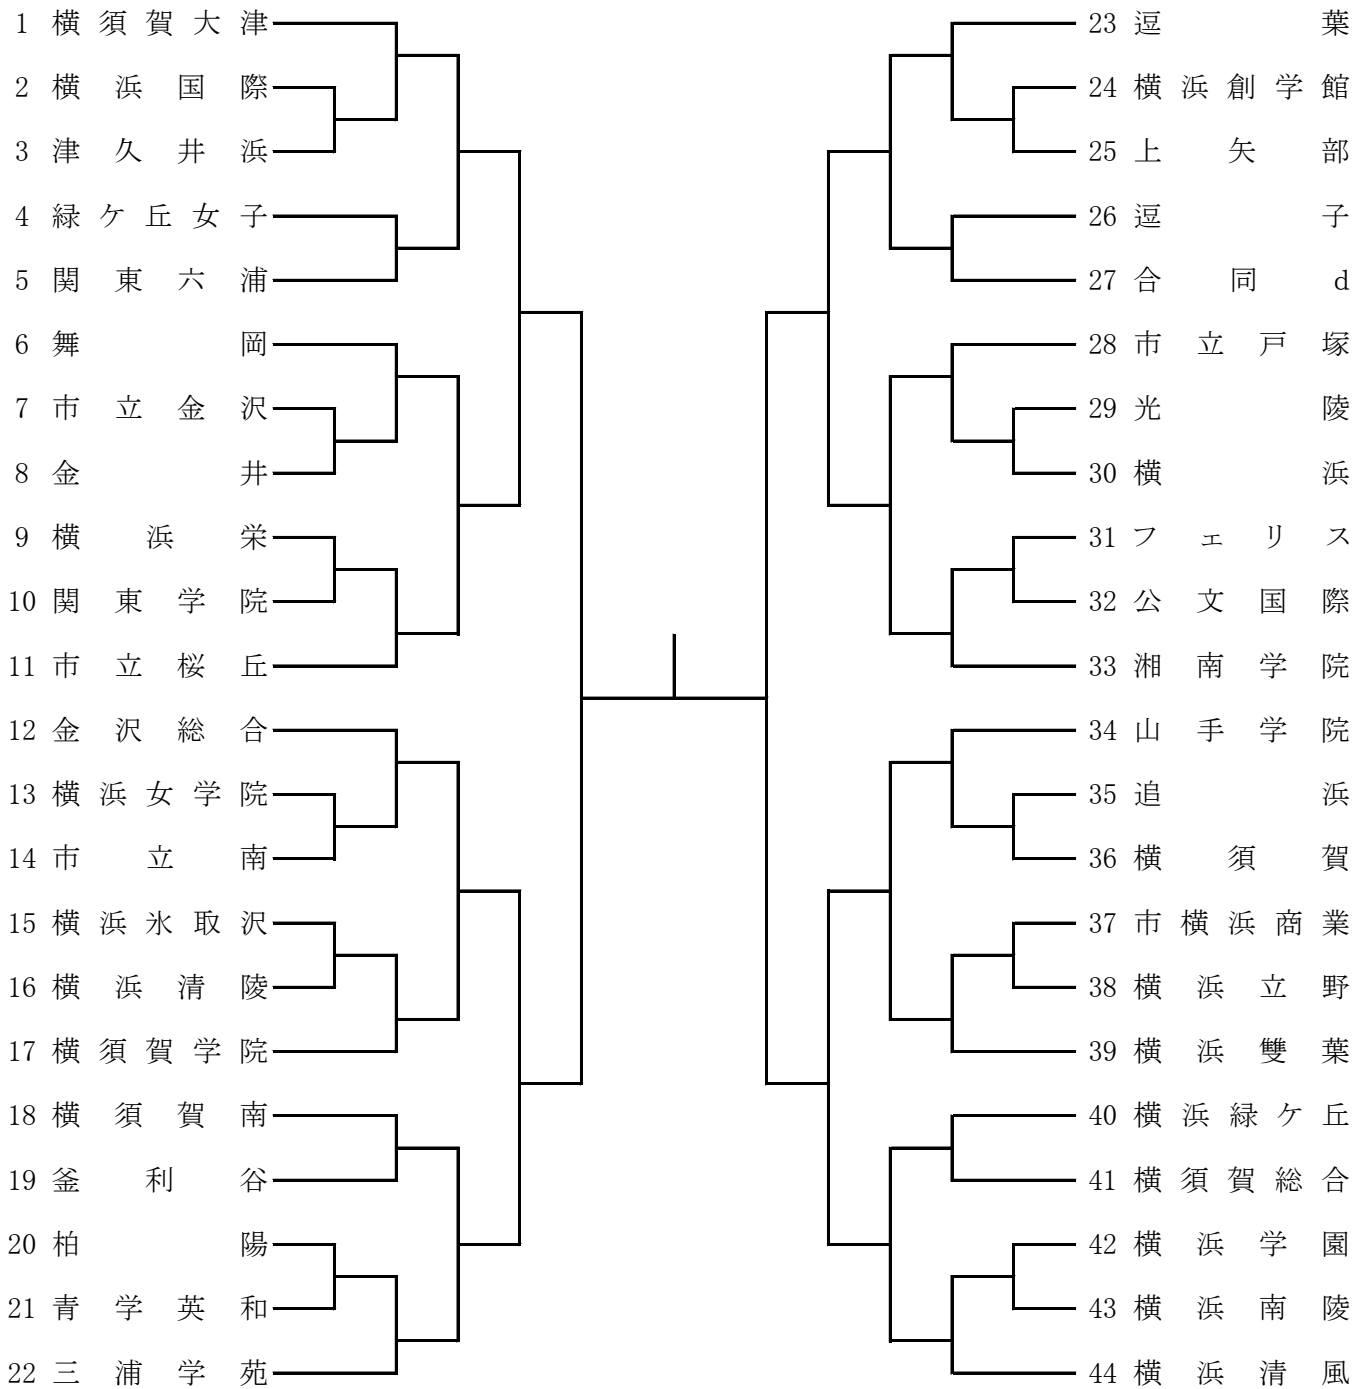 1 横須賀大津
2 横浜国際
3 津久井浜
4 緑ケ丘女子
5 関東六浦
6 舞岡
7 市立金沢
8 金井
9 横浜栄
10 関東学院
11 市立桜丘
12 金沢総合
13 横浜女学院
14 市立南
15 横浜氷取沢
16 横浜清陵
17 横須賀学院
18 横須賀南
19 釜利谷
20 柏陽
21 青学英和
22 三浦学苑
23 逗葉
24 横浜創学館
25 上矢部
26 逗子
27 合同d
28 市立戸塚
29 光陵
30 横浜
31 フェリス
32 公文国際
33 湘南学院
34 山手学院
35 追浜
36 横須賀
37 市横浜商業
38 横浜立野
39 横浜雙葉
40 横浜緑ケ丘
41 横須賀総合
42 横浜学園
43 横浜南陵
44 横浜清風